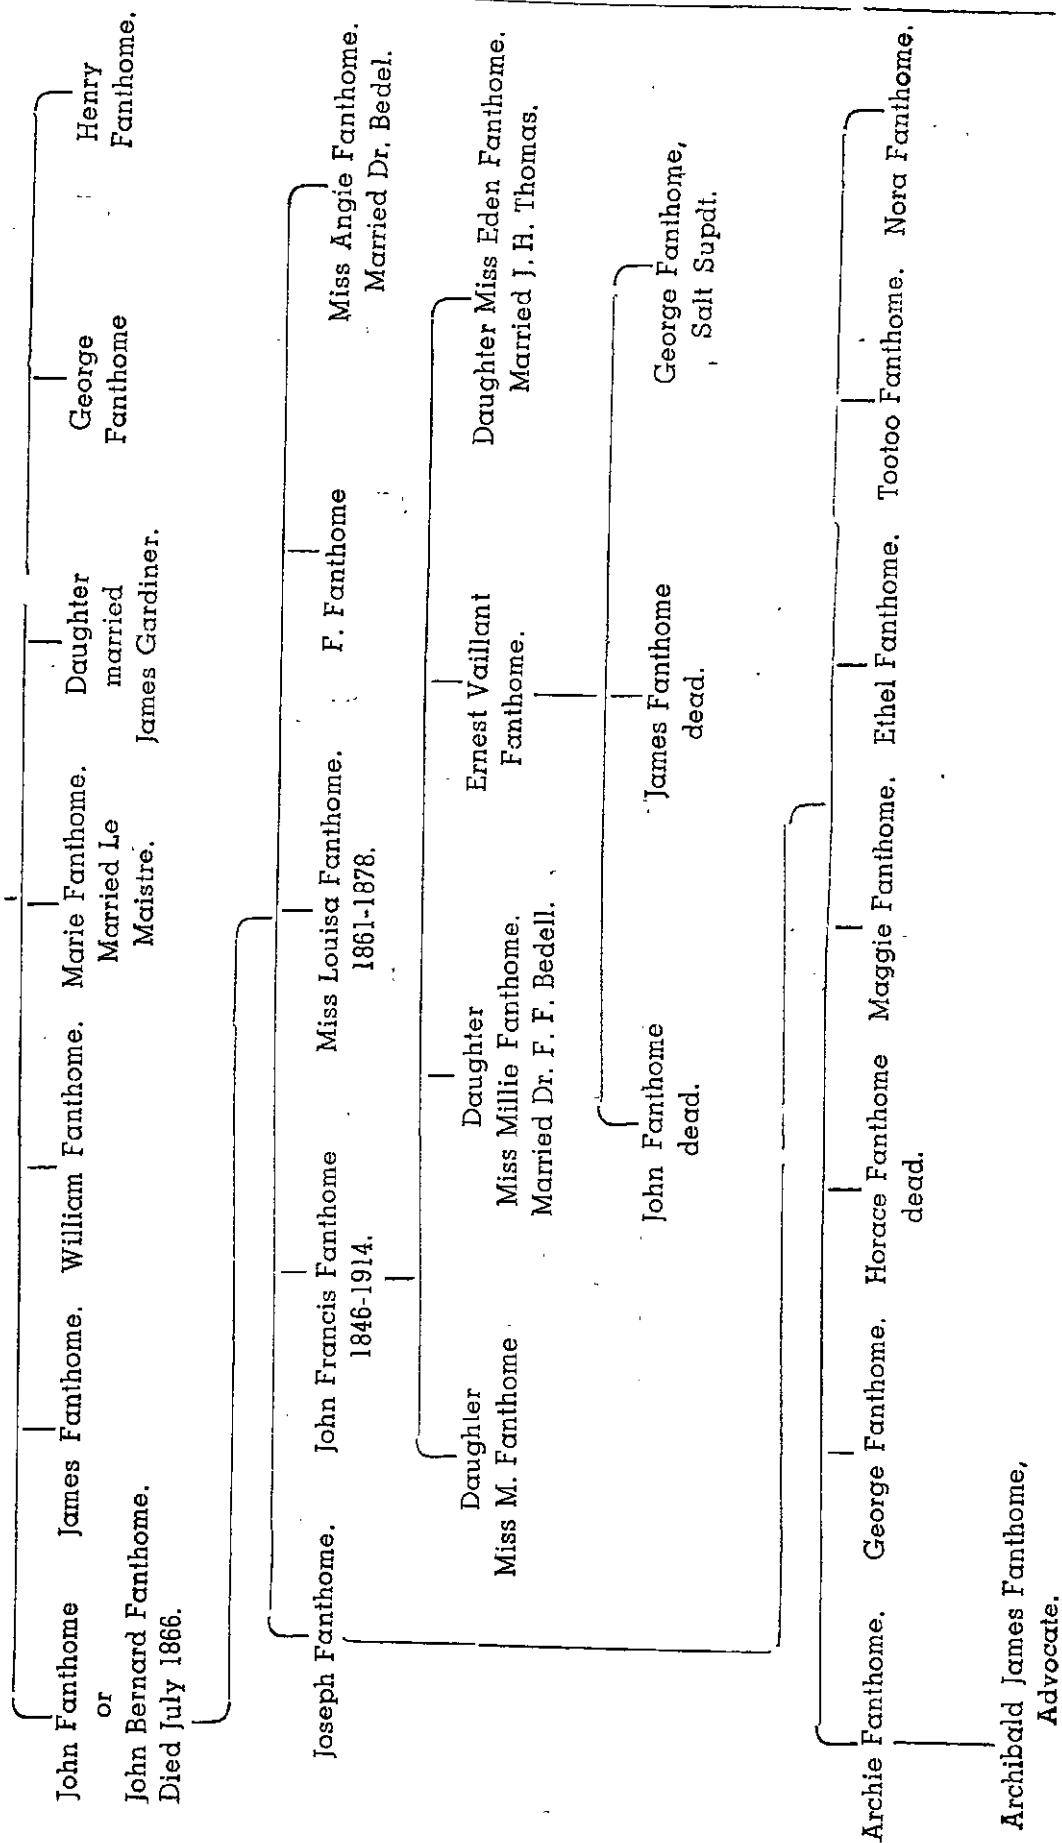 John Fanthome
or
John Bernard Fanthome.
Died July 1866.
James Fanthome.
William Fanthome.
Marie Fanthome.
Married Le
Maistre.
Daughter
married
James Gardiner.
George
Fanthome
Henry
Fanthome.
Joseph Fanthome.
John Francis Fanthome
1846-1914.
Miss Louisa Fanthome.
1861-1878.
F. Fanthome
Miss Angie Fanthome.
Married Dr. Bedel.
Daughter
Miss M. Fanthome
Daughter
Miss Millie Fanthome.
Married Dr. F. F. Bedell.
Ernest Vaillant
Fanthome.
Daughter Miss Eden Fanthome.
Married J. H. Thomas.
John Fanthome
dead.
James Fanthome
dead.
George Fanthome,
Salt Supdt.
Archie Fanthome.
George Fanthome.
Horace Fanthome
dead.
Maggie Fanthome.
Ethel Fanthome.
Tootoo Fanthome.
Nora Fanthome.
Archibald James Fanthome,
Advocate.